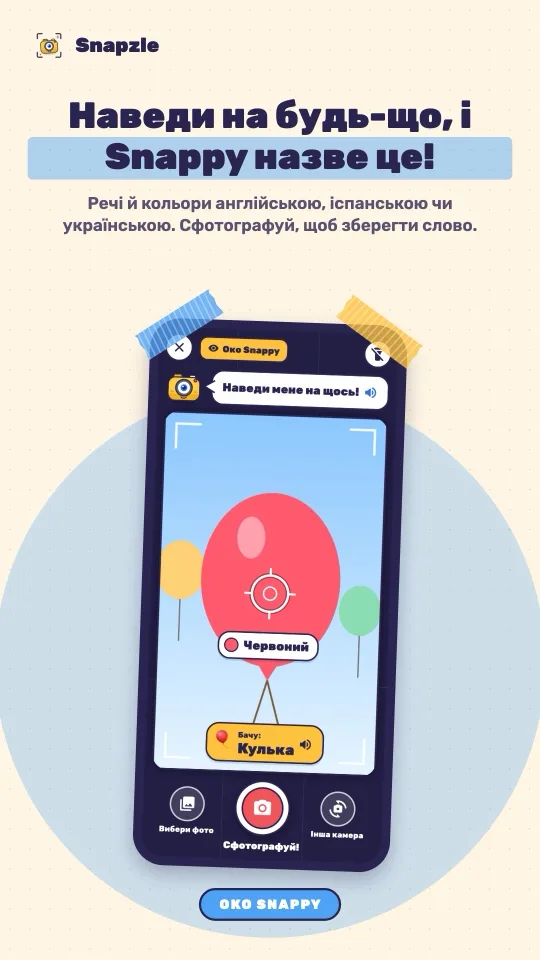 Snapzle
Наведи на будь-що, і
Snappy назве це!
Речі й кольори англійською, іспанською чи
українською. Сфотографуй, щоб зберегти слово.
Око Snappy
Наведи мене на щось!
Червоний
Бачу:
Кулька
Вибери фото
Сфотографуй!
Інша камера
ОКО SNAPPY